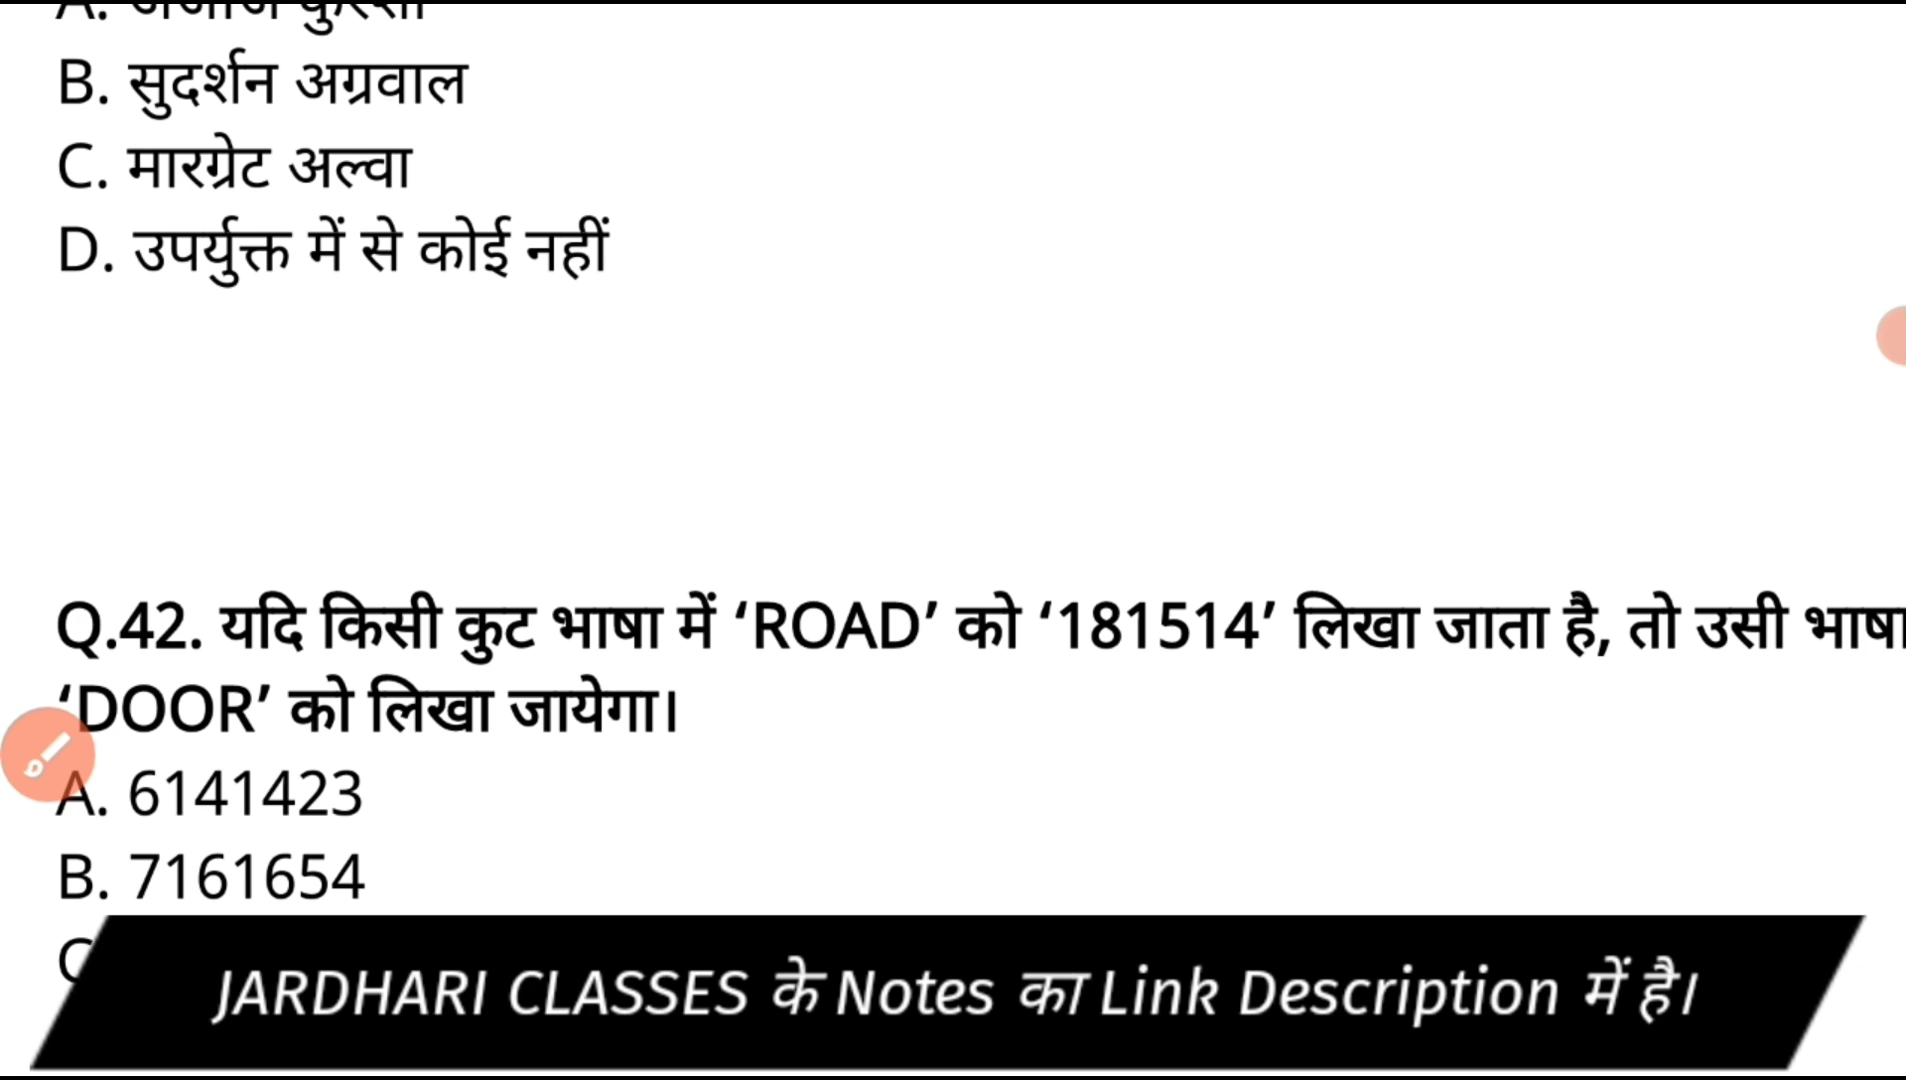 B. सुदर्शन अग्रवाल
C. मारग्रेट अल्वा
D. उपर्युक्त में से कोई नहीं
Q.42. यदि किसी कुट भाषा में ‘ROAD’ को ‘181514’ लिखा जाता है, तो उसी भाषा
‘DOOR’ को लिखा जायेगा।
A. 6141423
B. 7161654
C
JARDHARI CLASSES के Notes का Link Description में है।